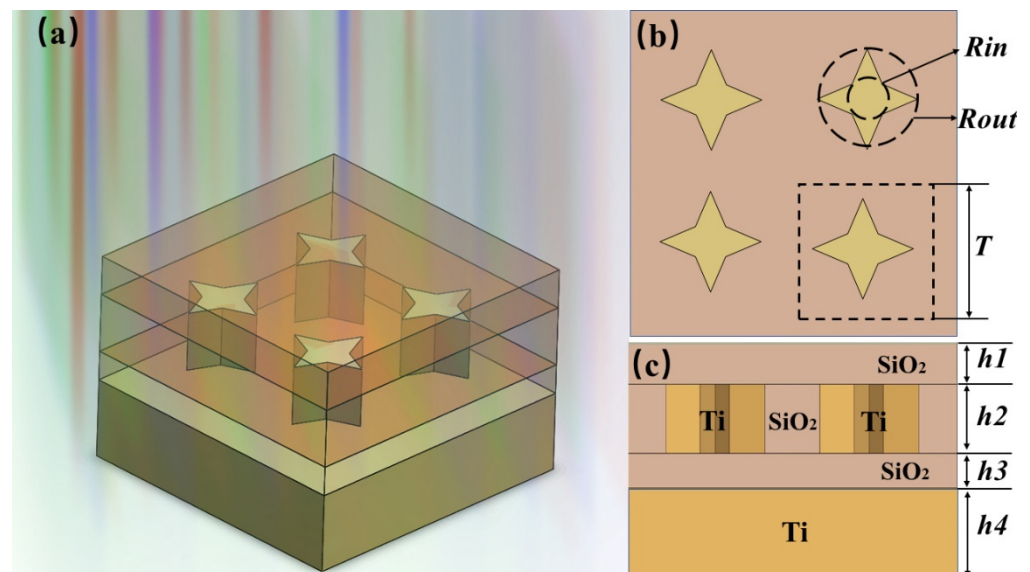 (a)
(b)
Rin
Rout
T
(c)
SiO₂
h1
Ti
SiO₂
Ti
h2
SiO₂
h3
Ti
h4